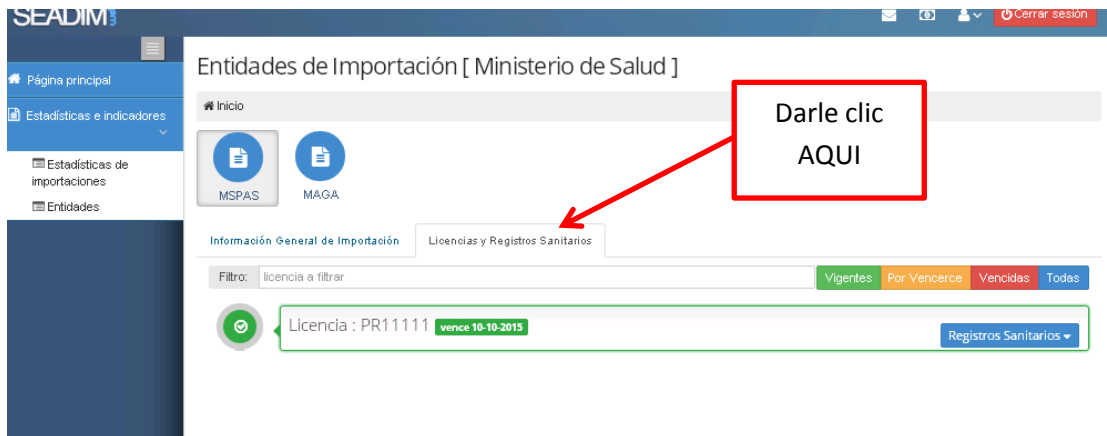 SEADIM
Cerrar sesión
Página principal
Estadísticas e indicadores
Estadísticas de
importaciones
Entidades
Entidades de Importación [ Ministerio de Salud ]
Inicio
Darle clic
AQUI
MSPAS
MAGA
Información General de Importación
Licencias y Registros Sanitarios
Filtro:
licencia a filtrar
Vigentes
Por Vencerce
Vencidas
Todas
Licencia : PR11111 vence 10-10-2015
Registros Sanitarios